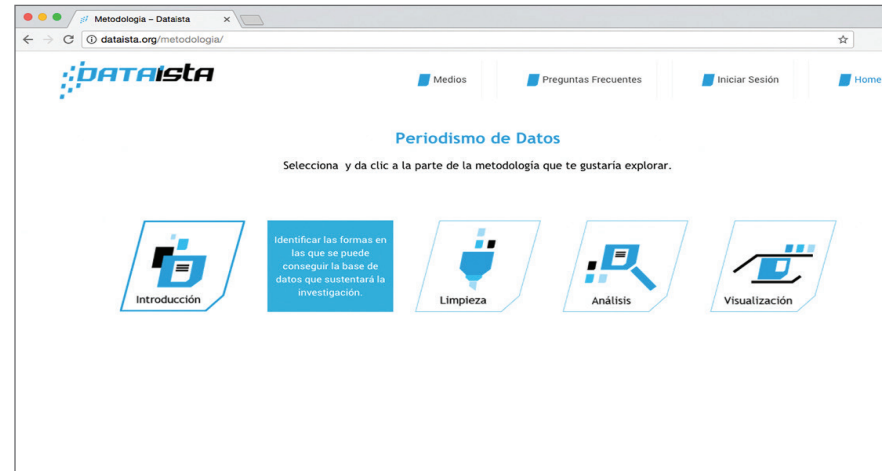 Metodologia – Dataista
dataista.org/metodologia/
DATAista
Medios
Preguntas Frecuentes
Iniciar Sesión
Home
Periodismo de Datos
Selecciona y da clic a la parte de la metodología que te gustaría explorar.
Introducción
Identificar las formas en
las que se puede
conseguir la base de
datos que sustentará la
investigación.
Limpieza
Análisis
Visualización